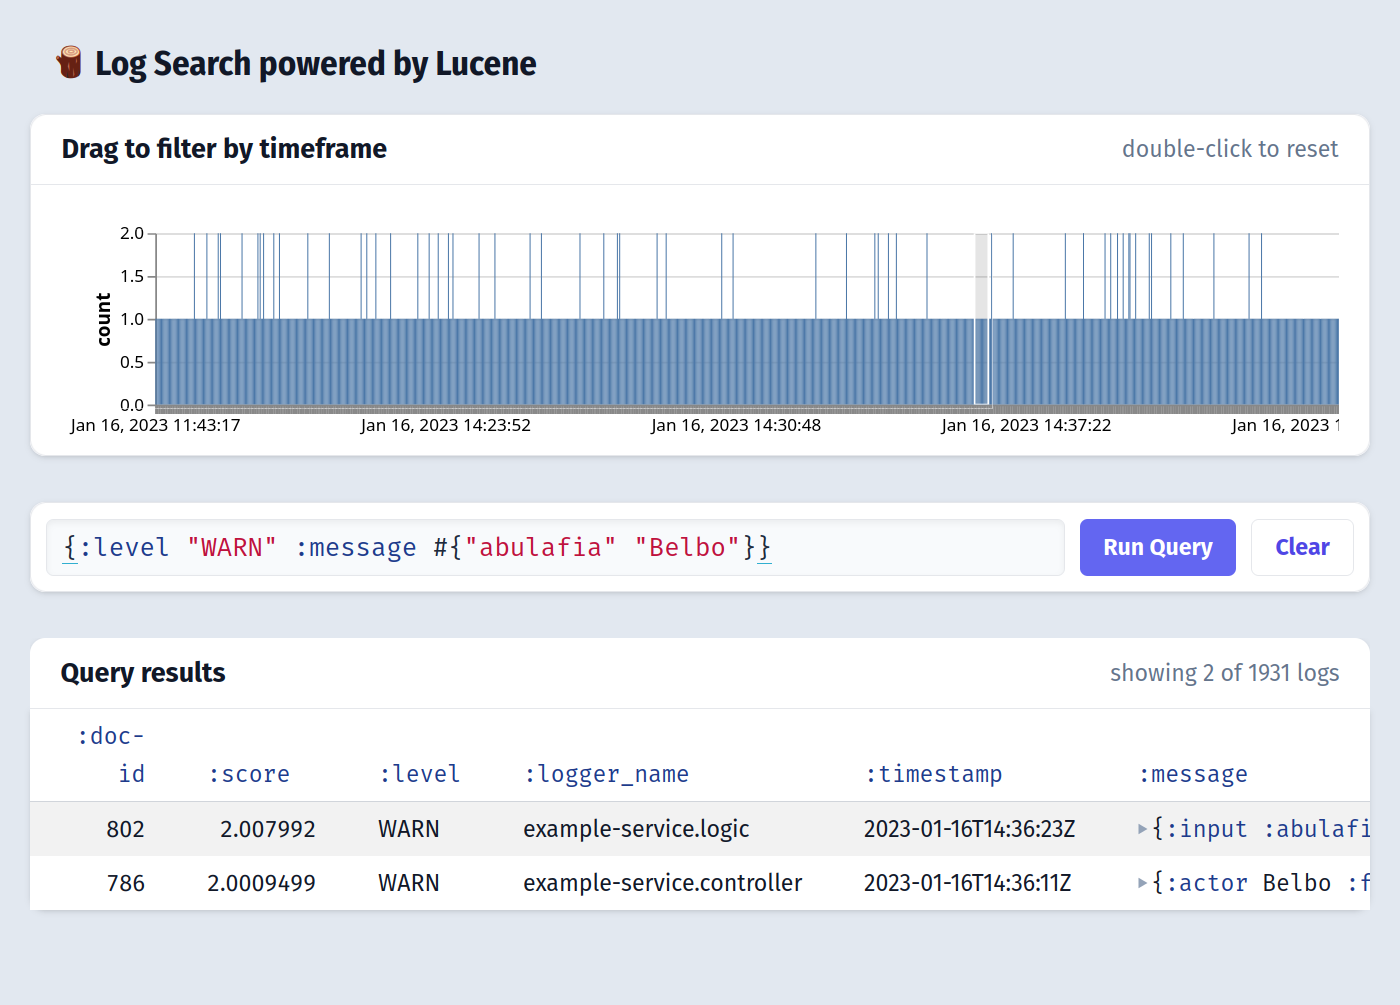 Log Search powered by Lucene
Drag to filter by timeframe double-click to reset
2.0
1.5
1.0
0.5
0.0
count
Jan 16, 2023 11:43:17 Jan 16, 2023 14:23:52 Jan 16, 2023 14:30:48 Jan 16, 2023 14:37:22 Jan 16, 2023 1
{:level "WARN" :message #{"abulafia" "Belbo"}} Run Query Clear
Query results showing 2 of 1931 logs
:doc-
id :score :level :logger_name :timestamp :message
802 2.007992 WARN example-service.logic 2023-01-16T14:36:23Z {:input :abulafi
786 2.0009499 WARN example-service.controller 2023-01-16T14:36:11Z {:actor Belbo :f